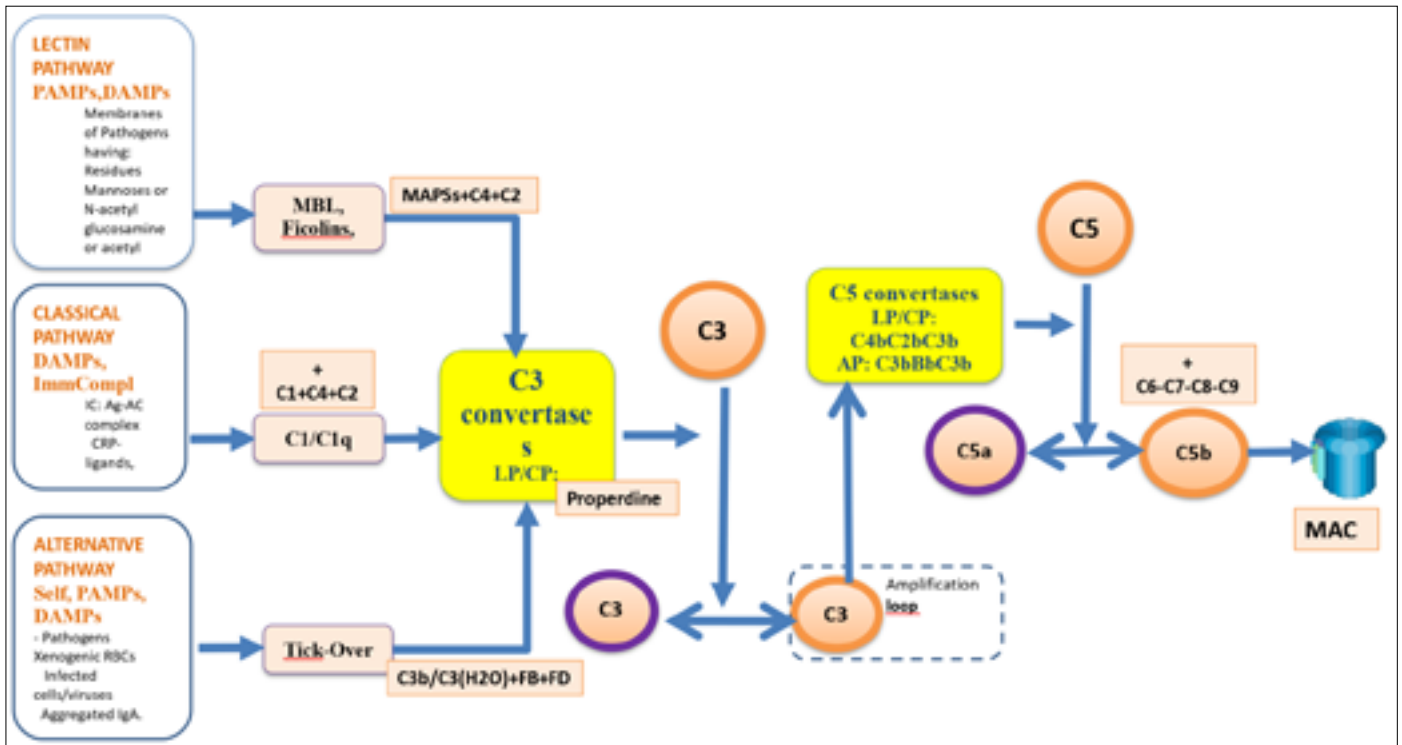 LECTIN
PATHWAY
PAMPs,DAMPs
Membranes
of Pathogens
having:
Residues
Mannoses or
N-acetyl
glucosamine
or acetyl
MBL,
Ficolins,
MAPSs+C4+C2
CLASSICAL
PATHWAY
DAMPs,
ImmCompl
IC: Ag-AC
complex
CRP-
ligands,
+
C1+C4+C2
C1/C1q
ALTERNATIVE
PATHWAY
Self, PAMPs,
DAMPs
- Pathogens
Xenogenic RBCs
Infected
cells/viruses
Aggregated IgA.
Tick-Over
C3b/C3(H2O)+FB+FD
C3
convertase
s
LP/CP:
Properdine
C3
C3
C3
Amplification
loop
C5 convertases
LP/CP:
C4bC2bC3b
AP: C3bBbC3b
C5
+
C6-C7-C8-C9
C5a
C5b
MAC